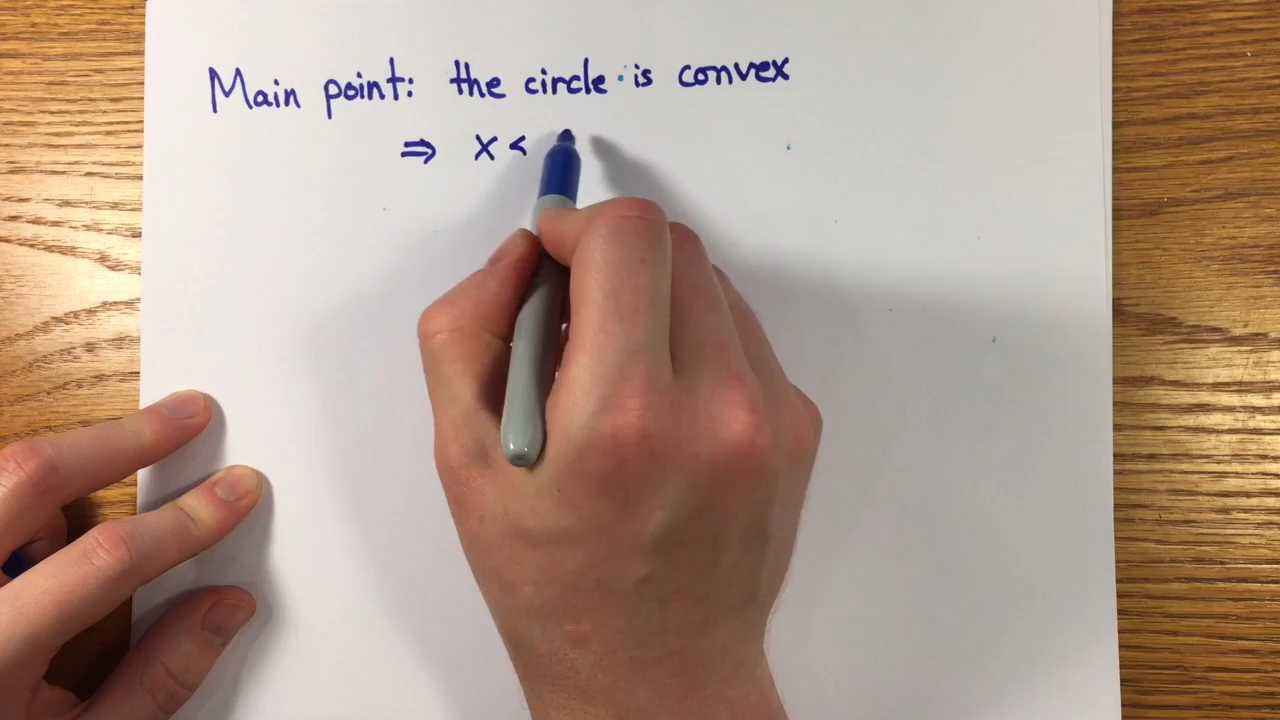 Main point: the circle is convex
⇒ x <